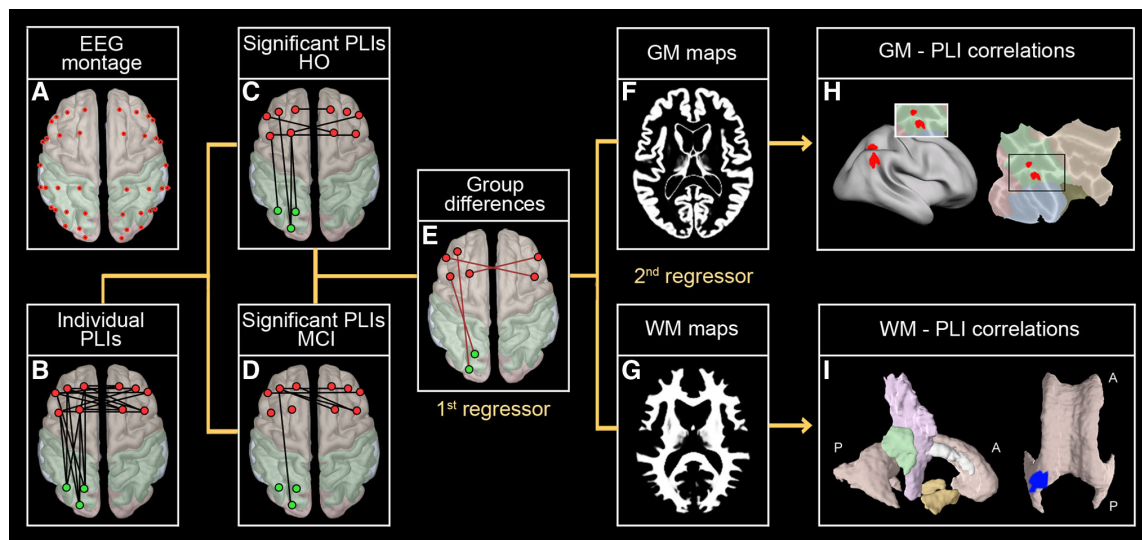 EEG
montage
A
Individual
PLIs
B
Significant PLIs
HO
C
Significant PLIs
MCI
D
Group
differences
E
1st regressor
GM maps
F
2nd regressor
WM maps
G
GM - PLI correlations
H
WM - PLI correlations
I
P
A
A
P